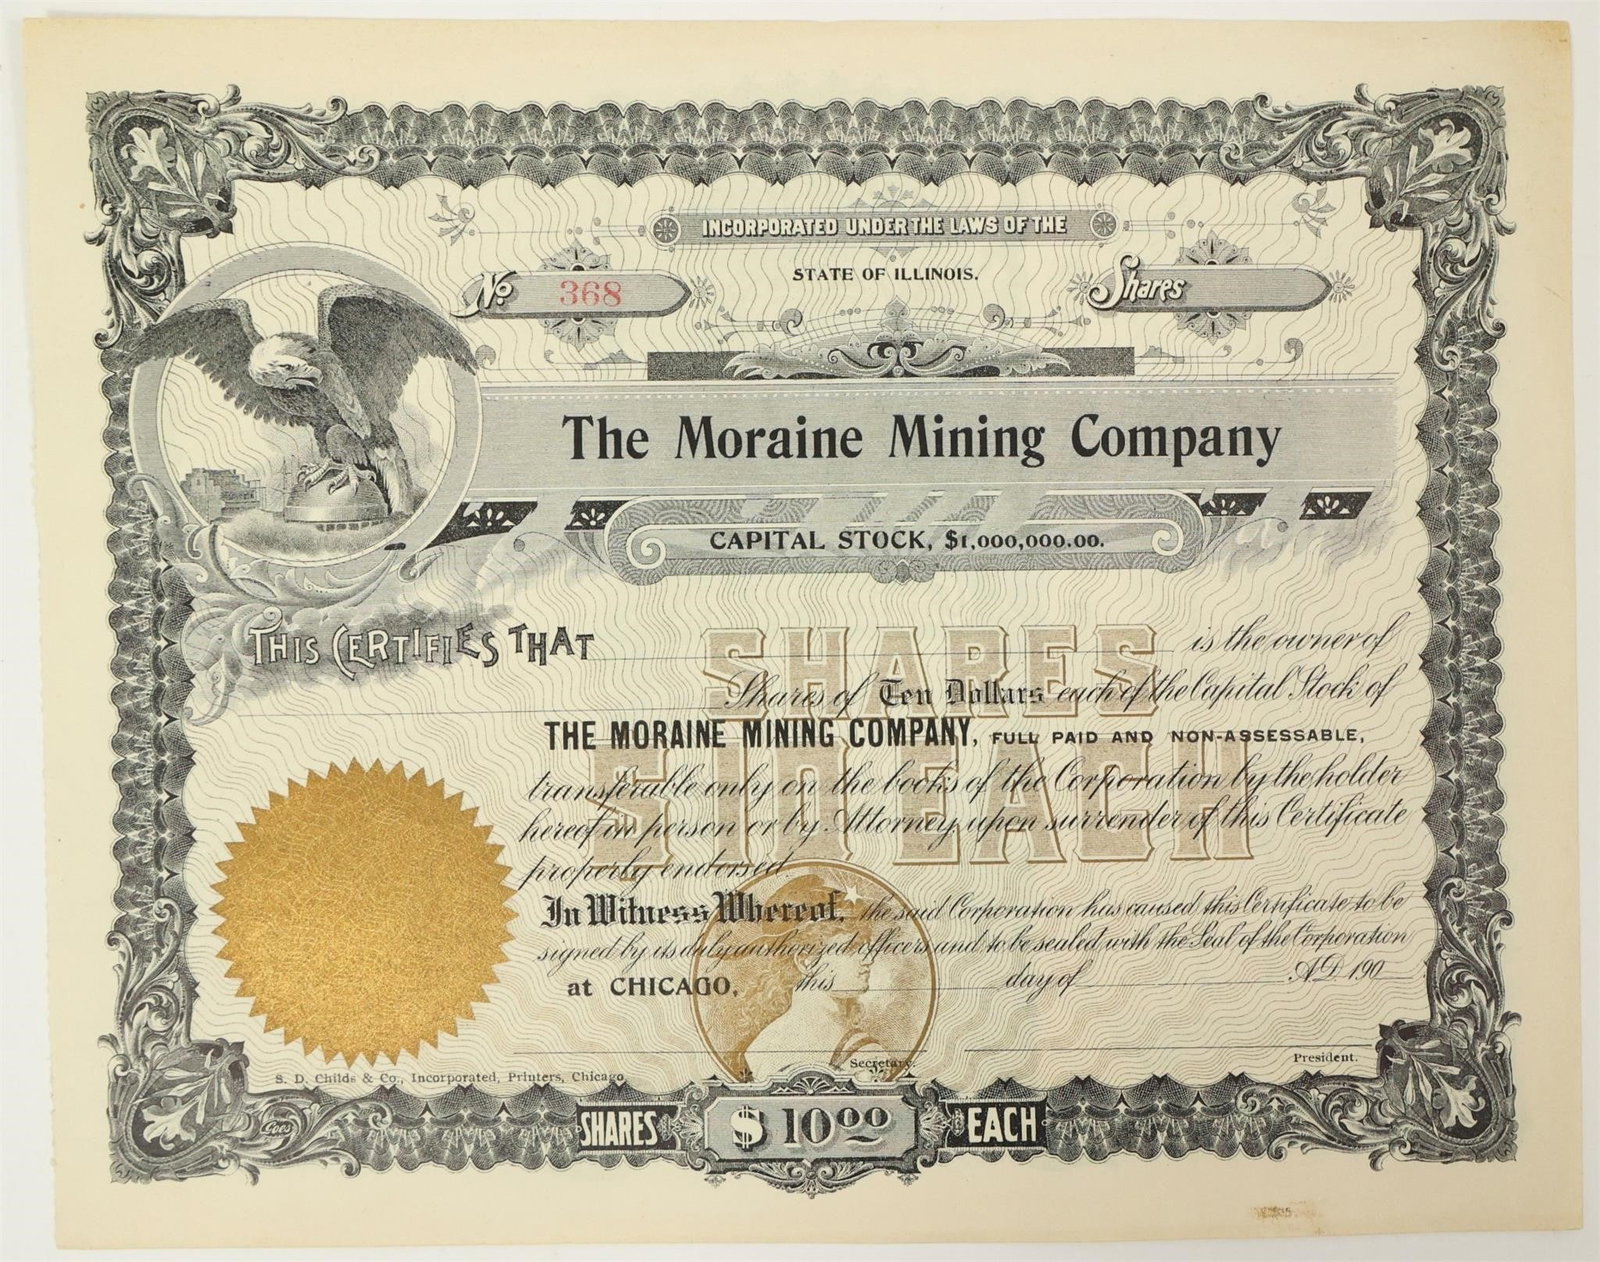 INCORPORATED UNDER THE LAWS OF THE
STATE OF ILLINOIS.
No. 368
Shares
The Moraine Mining Company
CAPITAL STOCK, $1,000,000.00.
THIS CERTIFIES THAT is the owner of
Shares of Ten Dollars each of the Capital Stock of
THE MORAINE MINING COMPANY, FULL PAID AND NON-ASSESSABLE,
transferable only on the books of the Corporation by the holder
hereof in person or by Attorney upon surrender of this Certificate
properly endorsed.
SHARES
$10 EACH
In Witness Whereof, the said Corporation has caused this Certificate to be
signed by its duly authorized officers and to be sealed with the Seal of the Corporation
at CHICAGO, this day of A.D. 190
Secretary.
President.
S. D. Childs & Co., Incorporated, Printers, Chicago
Goes
SHARES $10.00 EACH